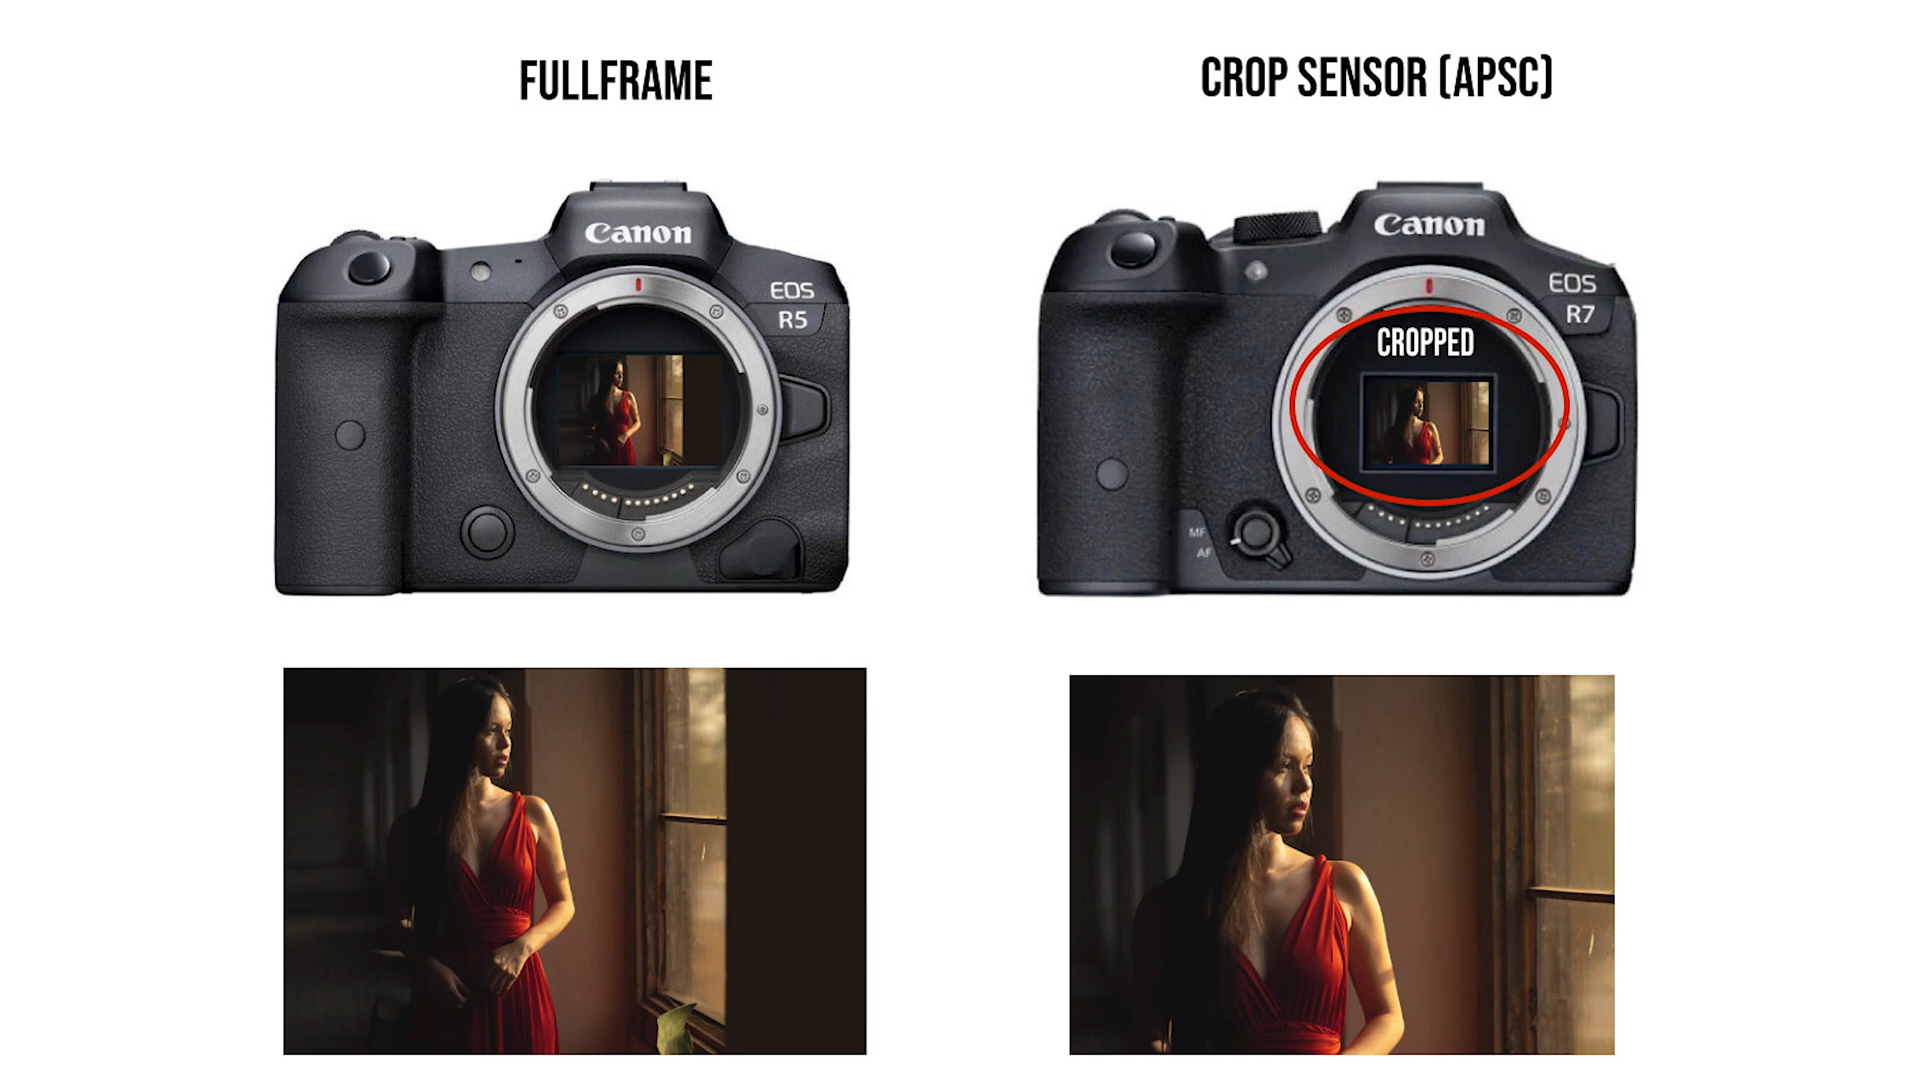 FULLFRAME
CROP SENSOR (APSC)
Canon
EOS
R5
Canon
EOS
R7
CROPPED
MF
AF